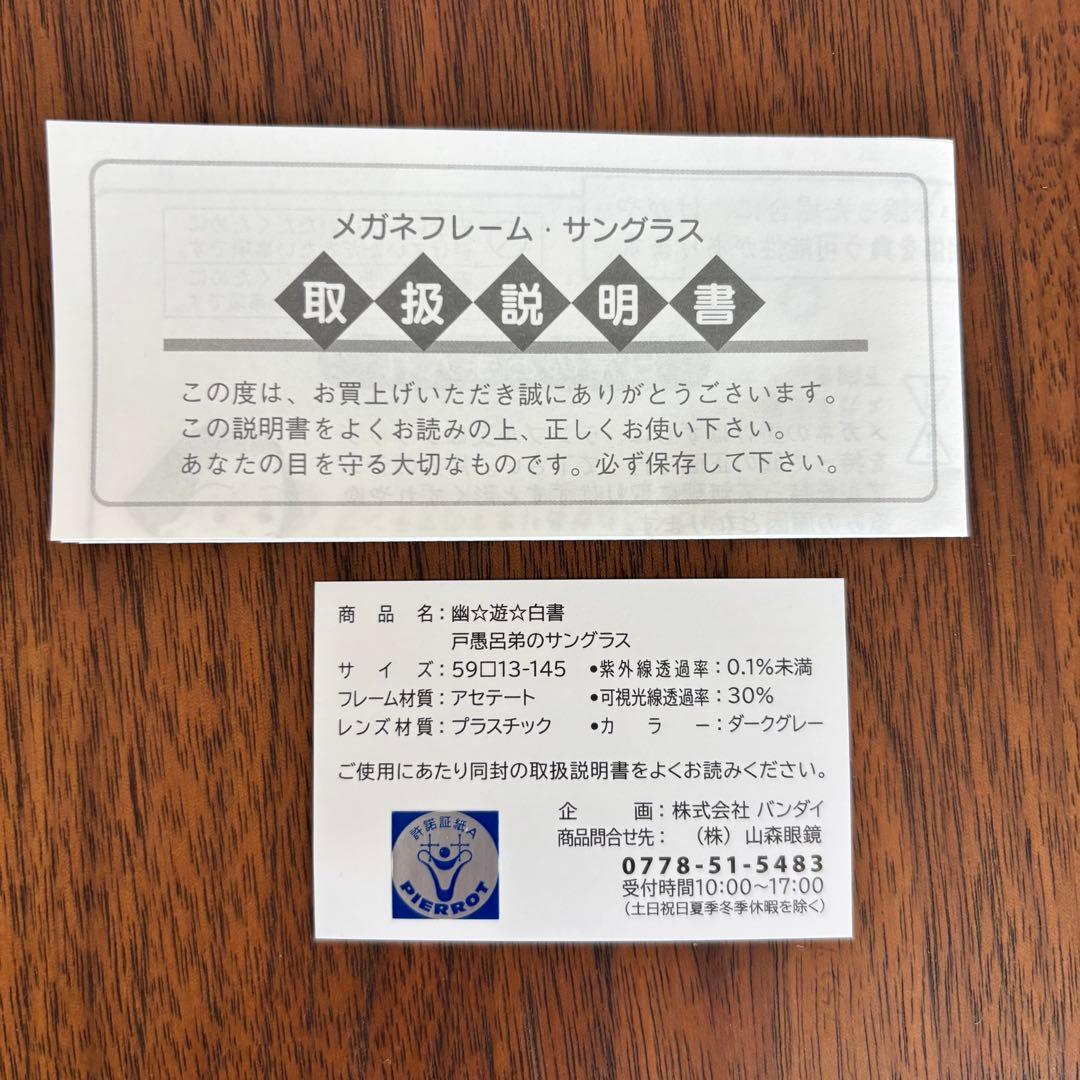 メガネフレーム・サングラス
取扱説明書
この度は、お買上げいただき誠にありがとうございます。
この説明書をよくお読みの上、正しくお使い下さい。
あなたの目を守る大切なものです。必ず保存して下さい。
商品名：幽☆遊☆白書
戸愚呂弟のサングラス
サイズ：59□13-145 •紫外線透過率：0.1%未満
フレーム材質：アセテート •可視光線透過率：30%
レンズ材質：プラスチック •カラー：ダークグレー
ご使用にあたり同封の取扱説明書をよくお読みください。
企画：株式会社 バンダイ
商品問合せ先：（株）山森眼鏡
0778-51-5483
受付時間10:00〜17:00
（土日祝日夏季冬季休暇を除く）
許諾証紙A
PIERROT